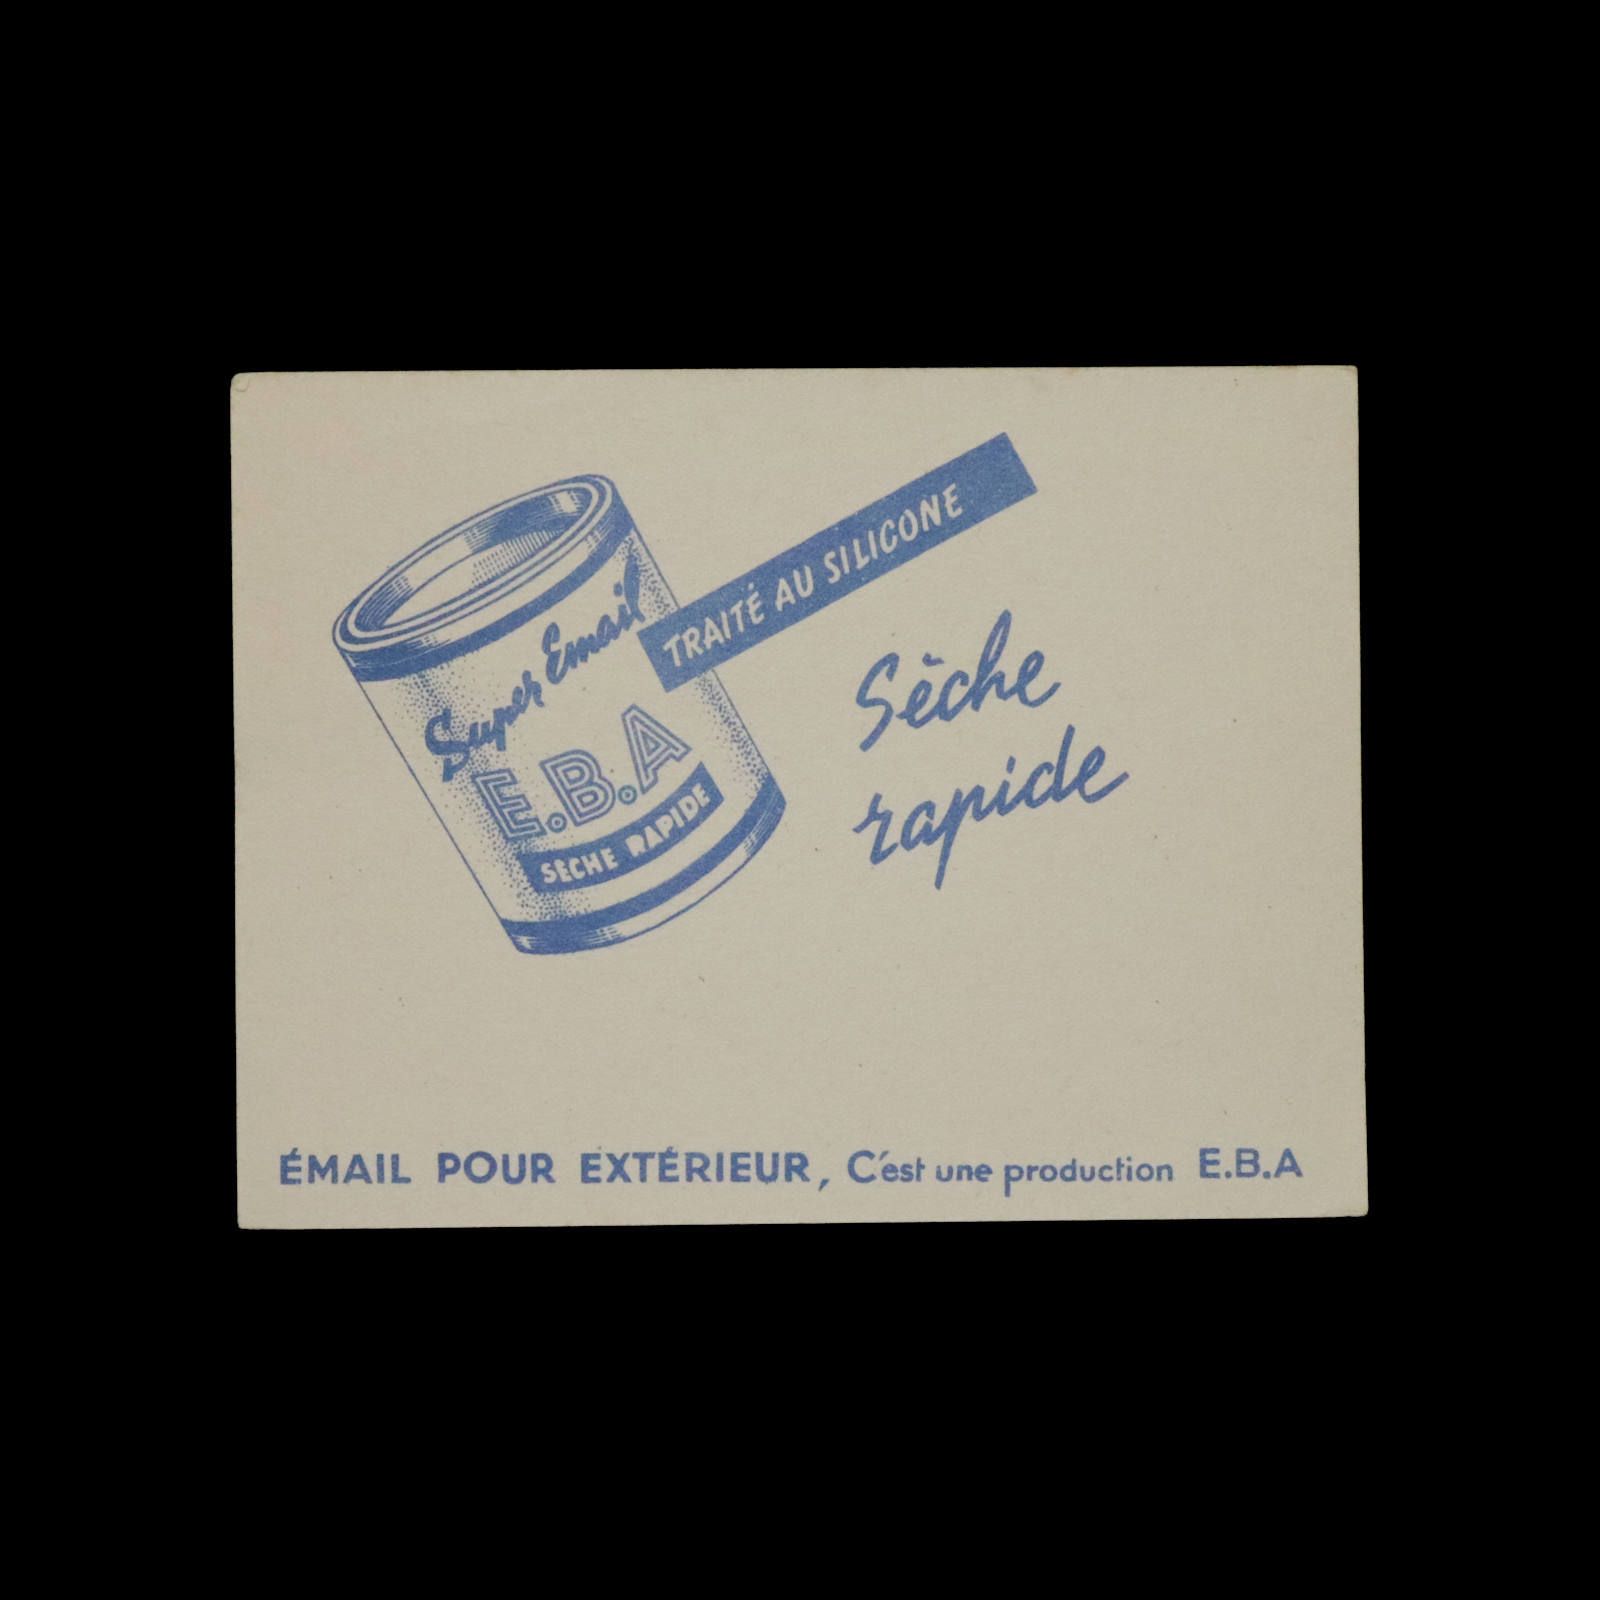 Super Email
E.B.A
SÈCHE RAPIDE
TRAITÉ AU SILICONE
Sèche
rapide
ÉMAIL POUR EXTÉRIEUR, C'est une production E.B.A